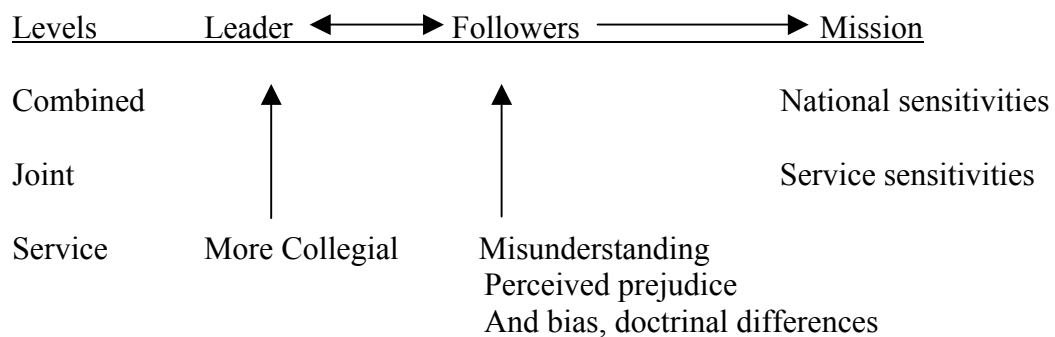 Levels Leader Followers Mission
Combined National sensitivities
Joint Service sensitivities
Service More Collegial Misunderstanding
Perceived prejudice
And bias, doctrinal differences